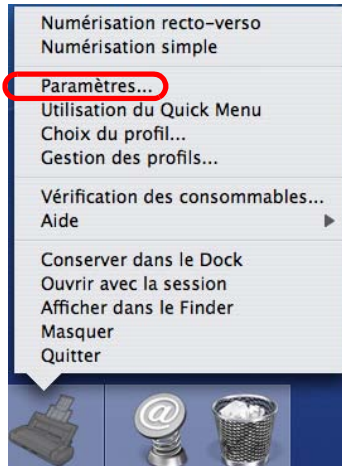 Numérisation recto-verso
Numérisation simple
Paramètres...
Utilisation du Quick Menu
Choix du profil...
Gestion des profils...
Vérification des consommables...
Aide
Conserver dans le Dock
Ouvrir avec la session
Afficher dans le Finder
Masquer
Quitter
@